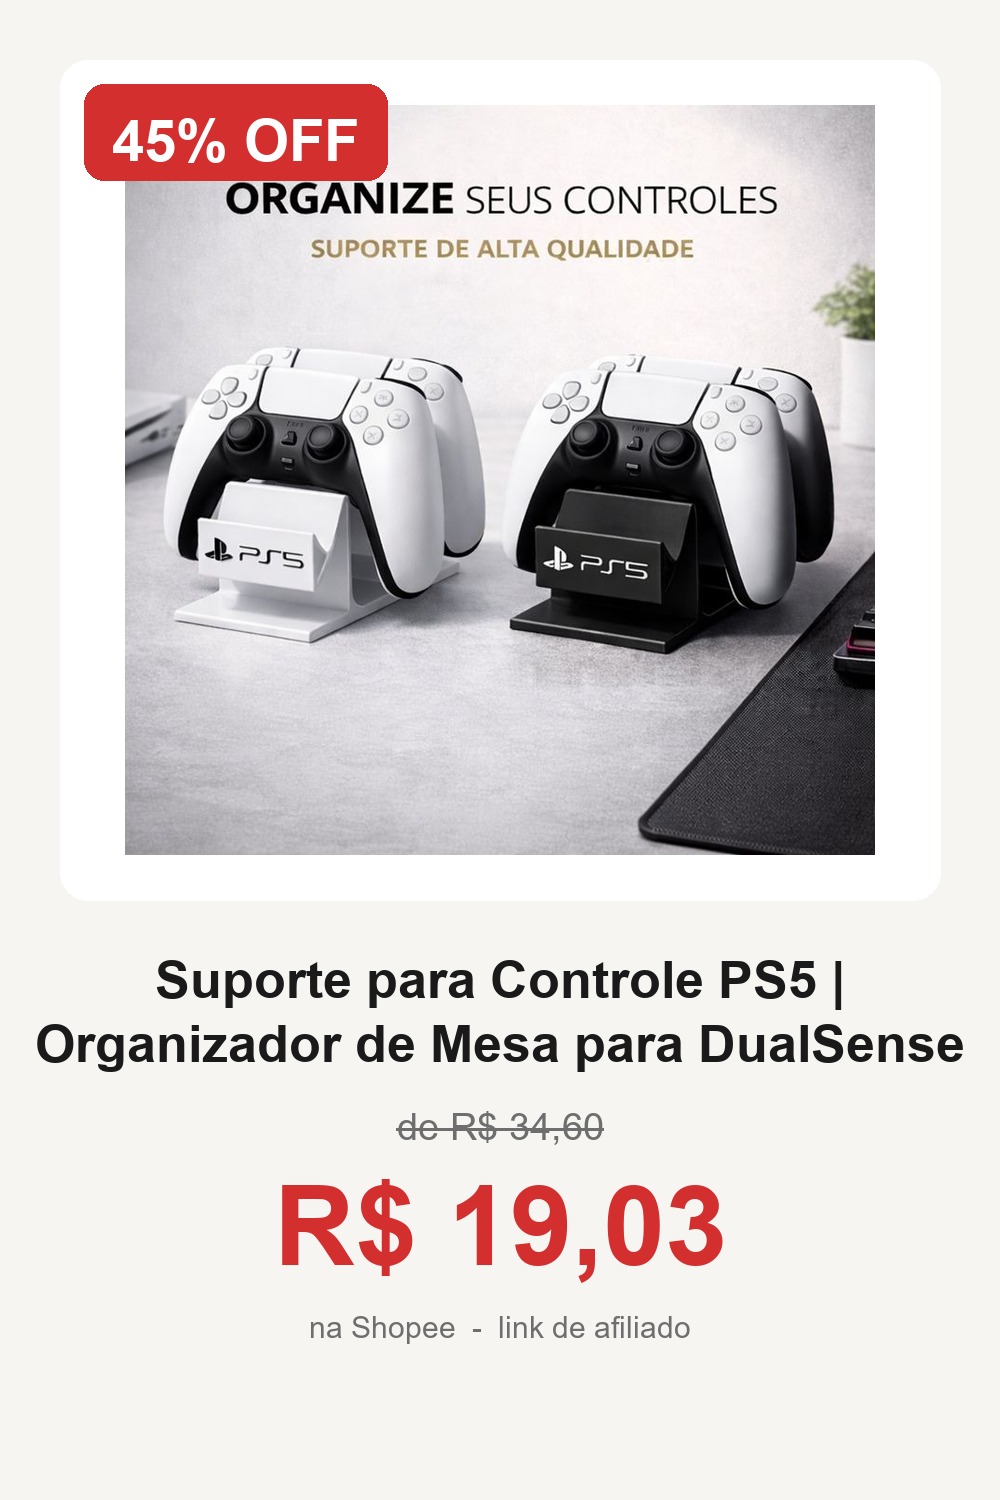 45% OFF
ORGANIZE SEUS CONTROLES
SUPORTE DE ALTA QUALIDADE
PS5
PS5
Suporte para Controle PS5 |
Organizador de Mesa para DualSense
de R$ 34,60
R$ 19,03
na Shopee - link de afiliado